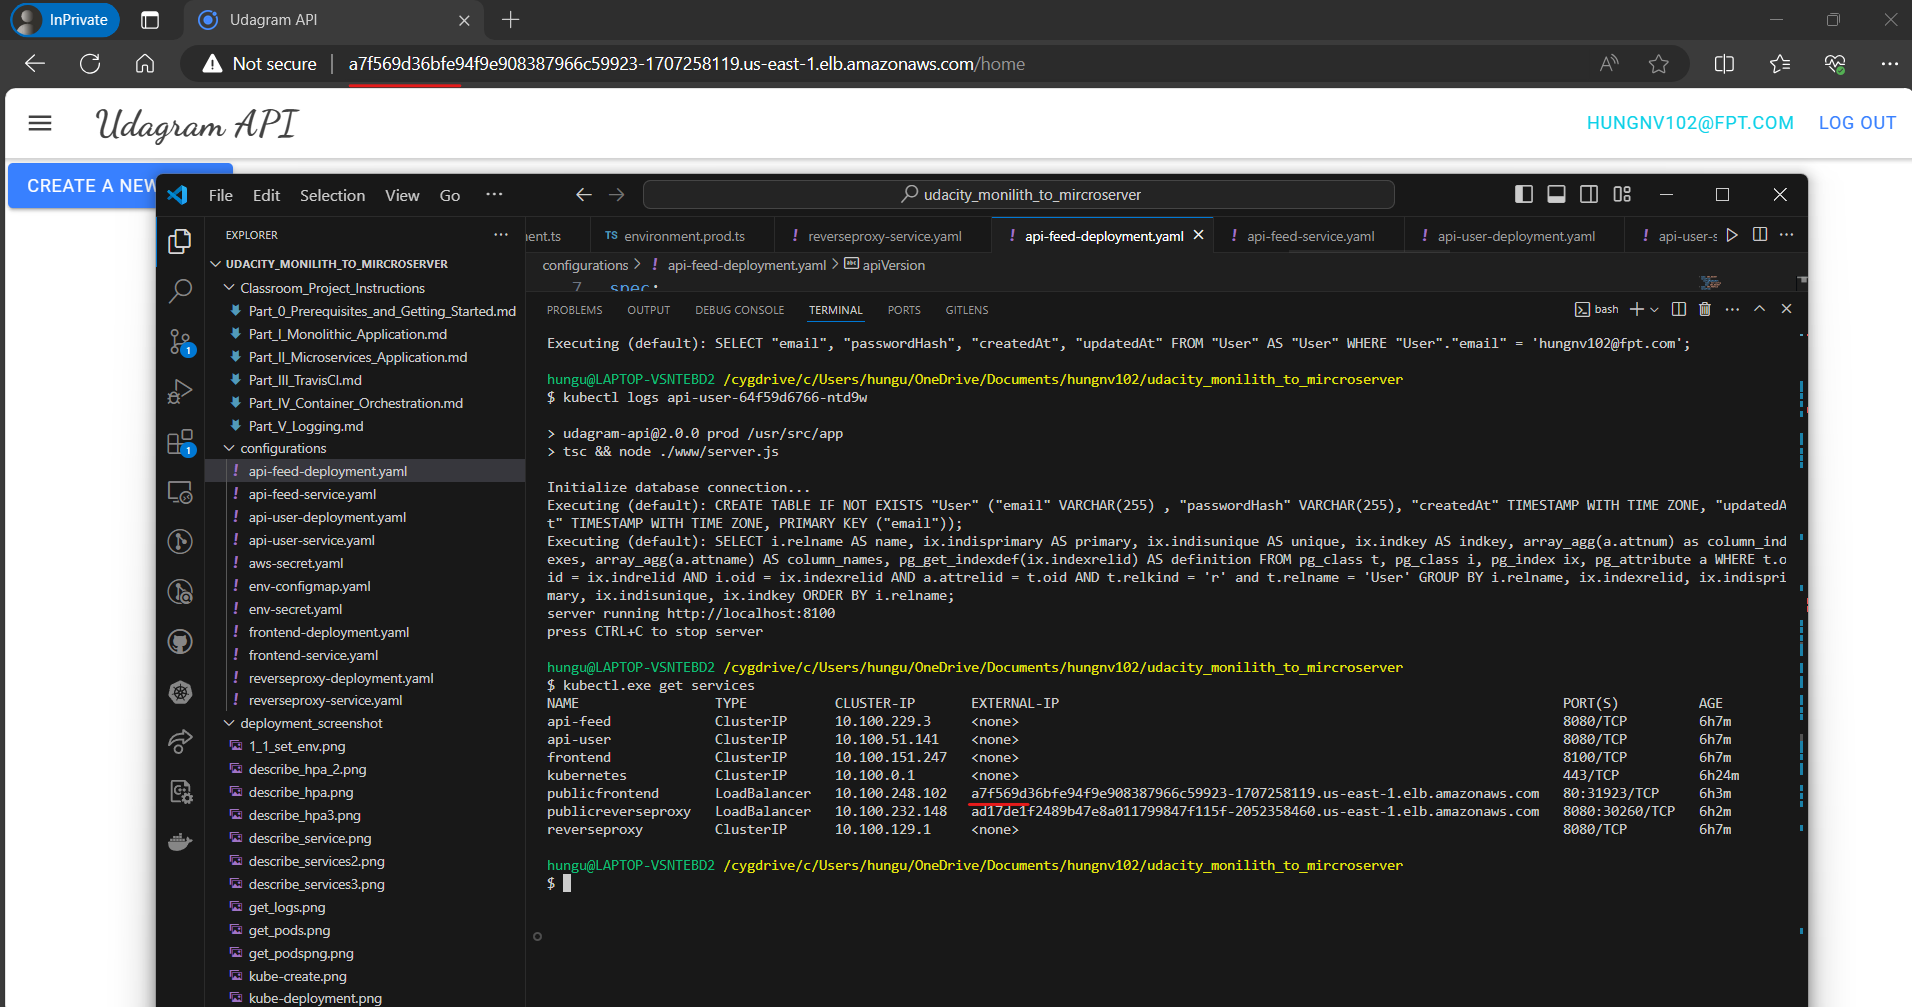 InPrivate
Udagram API
Not secure
a7f569d36bfe94f9e908387966c59923-1707258119.us-east-1.elb.amazonaws.com/home
Udagram API
HUNGNV102@FPT.COM LOG OUT
CREATE A NEW
File Edit Selection View Go ···
udacity_monilith_to_mircroserver
EXPLORER
UDACITY_MONILITH_TO_MIRCROSERVER
Classroom_Project_Instructions
Part_0_Prerequisites_and_Getting_Started.md
Part_I_Monolithic_Application.md
Part_II_Microservices_Application.md
Part_III_TravisCI.md
Part_IV_Container_Orchestration.md
Part_V_Logging.md
configurations
! api-feed-deployment.yaml
! api-feed-service.yaml
! api-user-deployment.yaml
! api-user-service.yaml
! aws-secret.yaml
! env-configmap.yaml
! env-secret.yaml
! frontend-deployment.yaml
! frontend-service.yaml
! reverseproxy-deployment.yaml
! reverseproxy-service.yaml
deployment_screenshot
1_1_set_env.png
describe_hpa_2.png
describe_hpa.png
describe_hpa3.png
describe_service.png
describe_services2.png
describe_services3.png
get_logs.png
get_pods.png
get_podspng.png
kube-create.png
kube-deployment.png
1
1
ent.ts
TS environment.prod.ts
! reverseproxy-service.yaml
! api-feed-deployment.yaml
! api-feed-service.yaml
! api-user-deployment.yaml
! api-user-s
configurations > ! api-feed-deployment.yaml > abc apiVersion
7 spec:
PROBLEMS OUTPUT DEBUG CONSOLE TERMINAL PORTS GITLENS
bash
Executing (default): SELECT "email", "passwordHash", "createdAt", "updatedAt" FROM "User" AS "User" WHERE "User"."email" = 'hungnv102@fpt.com';
hungu@LAPTOP-VSNTEBD2 /cygdrive/c/Users/hungu/OneDrive/Documents/hungnv102/udacity_monilith_to_mircroserver
$ kubectl logs api-user-64f59d6766-ntd9w
> udagram-api@2.0.0 prod /usr/src/app
> tsc && node ./www/server.js
Initialize database connection...
Executing (default): CREATE TABLE IF NOT EXISTS "User" ("email" VARCHAR(255) , "passwordHash" VARCHAR(255), "createdAt" TIMESTAMP WITH TIME ZONE, "updatedA
t" TIMESTAMP WITH TIME ZONE, PRIMARY KEY ("email"));
Executing (default): SELECT i.relname AS name, ix.indisprimary AS primary, ix.indisunique AS unique, ix.indkey AS indkey, array_agg(a.attnum) as column_ind
exes, array_agg(a.attname) AS column_names, pg_get_indexdef(ix.indexrelid) AS definition FROM pg_class t, pg_class i, pg_index ix, pg_attribute a WHERE t.o
id = ix.indrelid AND i.oid = ix.indexrelid AND a.attrelid = t.oid AND t.relkind = 'r' and t.relname = 'User' GROUP BY i.relname, ix.indexrelid, ix.indispri
mary, ix.indisunique, ix.indkey ORDER BY i.relname;
server running http://localhost:8100
press CTRL+C to stop server
hungu@LAPTOP-VSNTEBD2 /cygdrive/c/Users/hungu/OneDrive/Documents/hungnv102/udacity_monilith_to_mircroserver
$ kubectl.exe get services
NAME TYPE CLUSTER-IP EXTERNAL-IP PORT(S) AGE
api-feed ClusterIP 10.100.229.3 <none> 8080/TCP 6h7m
api-user ClusterIP 10.100.51.141 <none> 8080/TCP 6h7m
frontend ClusterIP 10.100.151.247 <none> 8100/TCP 6h7m
kubernetes ClusterIP 10.100.0.1 <none> 443/TCP 6h24m
publicfrontend LoadBalancer 10.100.248.102 a7f569d36bfe94f9e908387966c59923-1707258119.us-east-1.elb.amazonaws.com 80:31923/TCP 6h3m
publicreverseproxy LoadBalancer 10.100.232.148 ad17de1f2489b47e8a011799847f115f-2052358460.us-east-1.elb.amazonaws.com 8080:30260/TCP 6h2m
reverseproxy ClusterIP 10.100.129.1 <none> 8080/TCP 6h7m
hungu@LAPTOP-VSNTEBD2 /cygdrive/c/Users/hungu/OneDrive/Documents/hungnv102/udacity_monilith_to_mircroserver
$